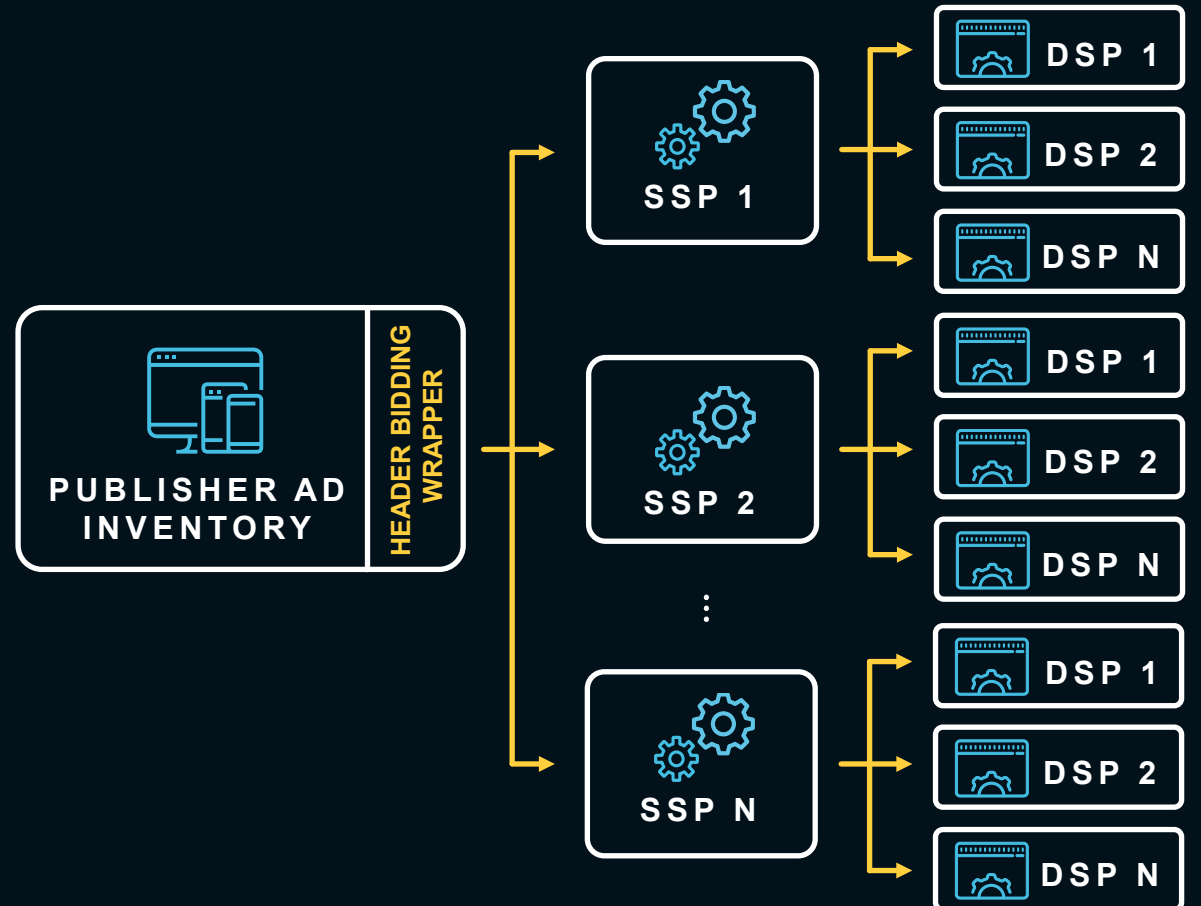 PUBLISHER AD
INVENTORY
HEADER BIDDING
WRAPPER
SSP 1
DSP 1
DSP 2
DSP N
SSP 2
DSP 1
DSP 2
DSP N
⋮
SSP N
DSP 1
DSP 2
DSP N